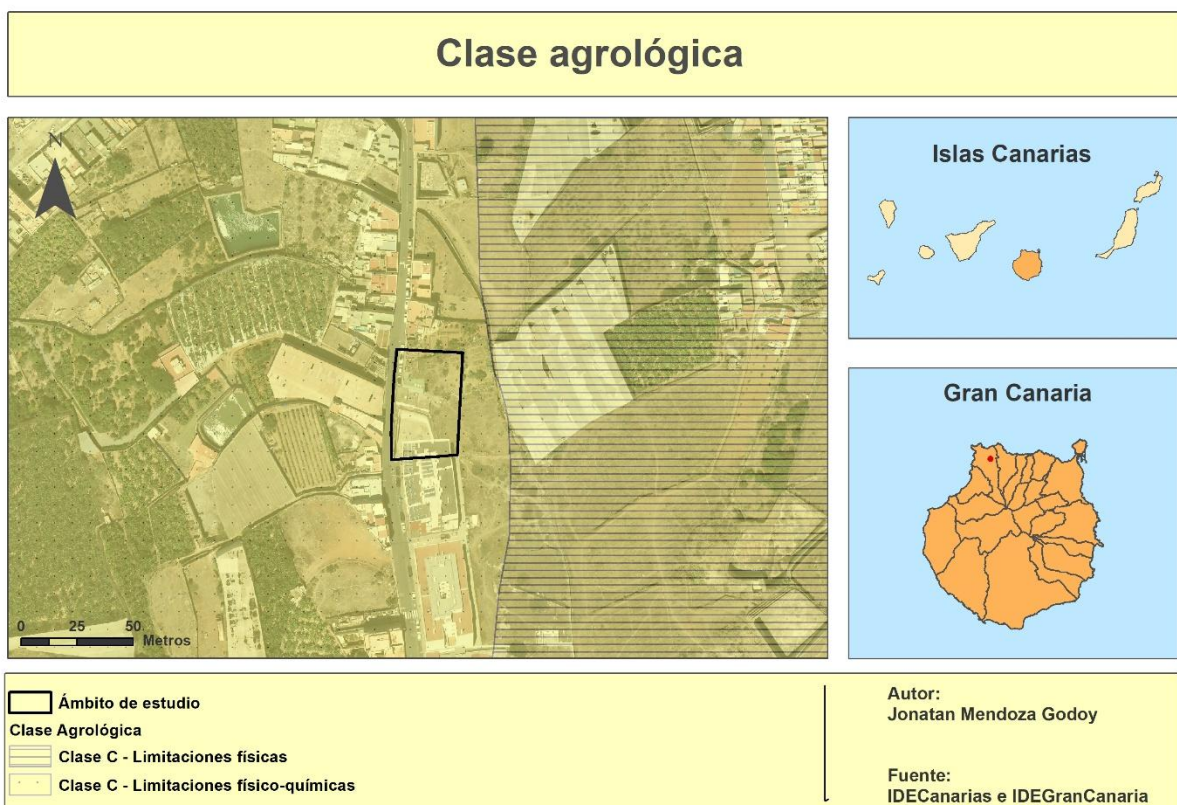 Clase agrológica
N
0 25 50
Metros
Islas Canarias
Gran Canaria
Ámbito de estudio
Clase Agrológica
Clase C - Limitaciones físicas
Clase C - Limitaciones físico-químicas
Autor:
Jonatan Mendoza Godoy
Fuente:
IDECanarias e IDEGranCanaria